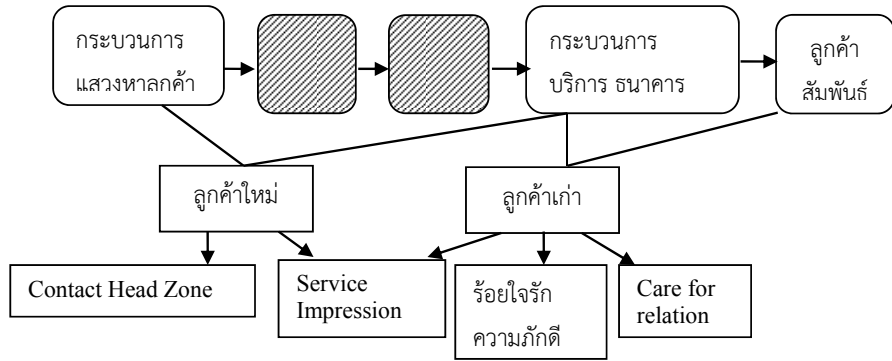 กระบวนการ
แสวงหาลกค้า
กระบวนการ
บริการ ธนาคาร
ลูกค้า
สัมพันธ์
ลูกค้าใหม่
ลูกค้าเก่า
Contact Head Zone
Service
Impression
ร้อยใจรัก
ความภักดี
Care for
relation